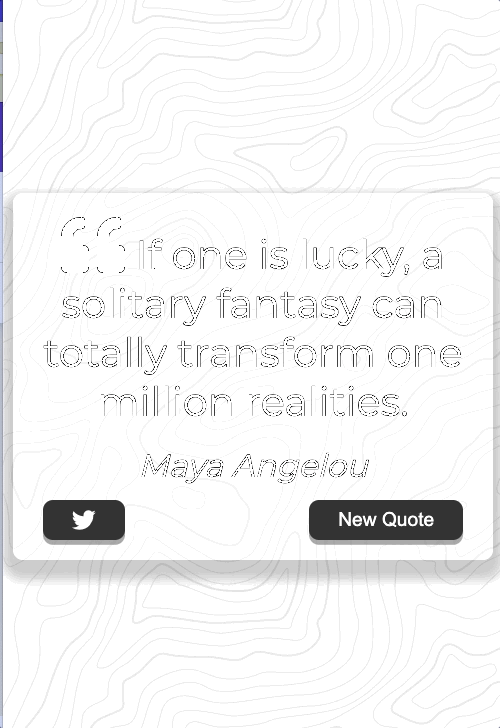 “If one is lucky, a
solitary fantasy can
totally transform one
million realities.
Maya Angelou
New Quote